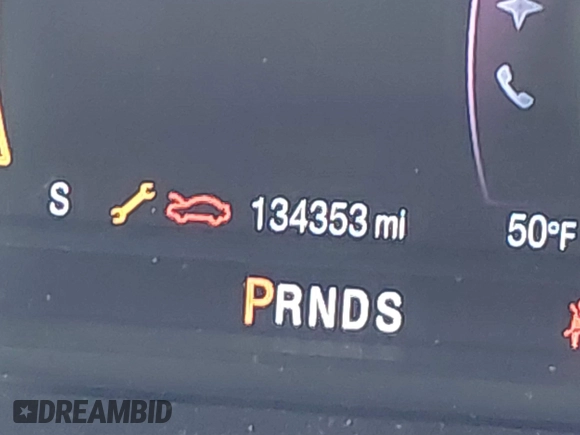 S 134353 mi 50°F
PRNDS
DREAMBID